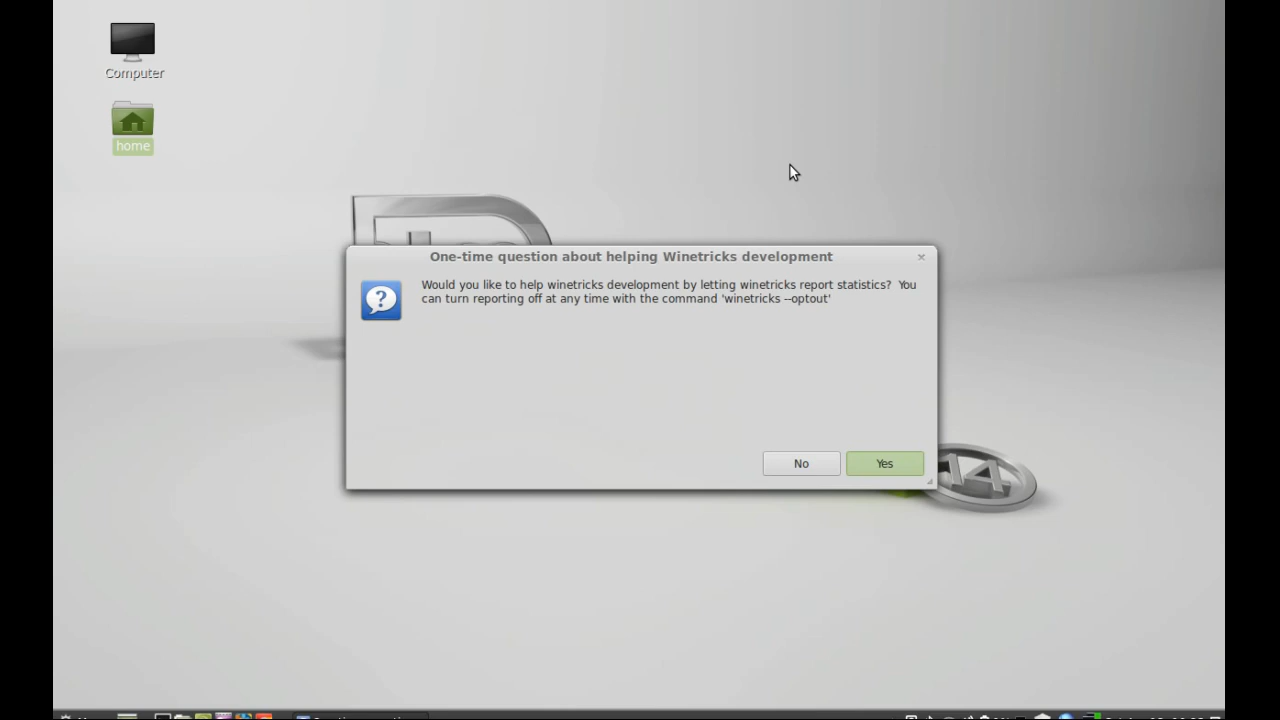 Computer
home
One-time question about helping Winetricks development
Would you like to help winetricks development by letting winetricks report statistics?  You
can turn reporting off at any time with the command 'winetricks --optout'
No
Yes
14